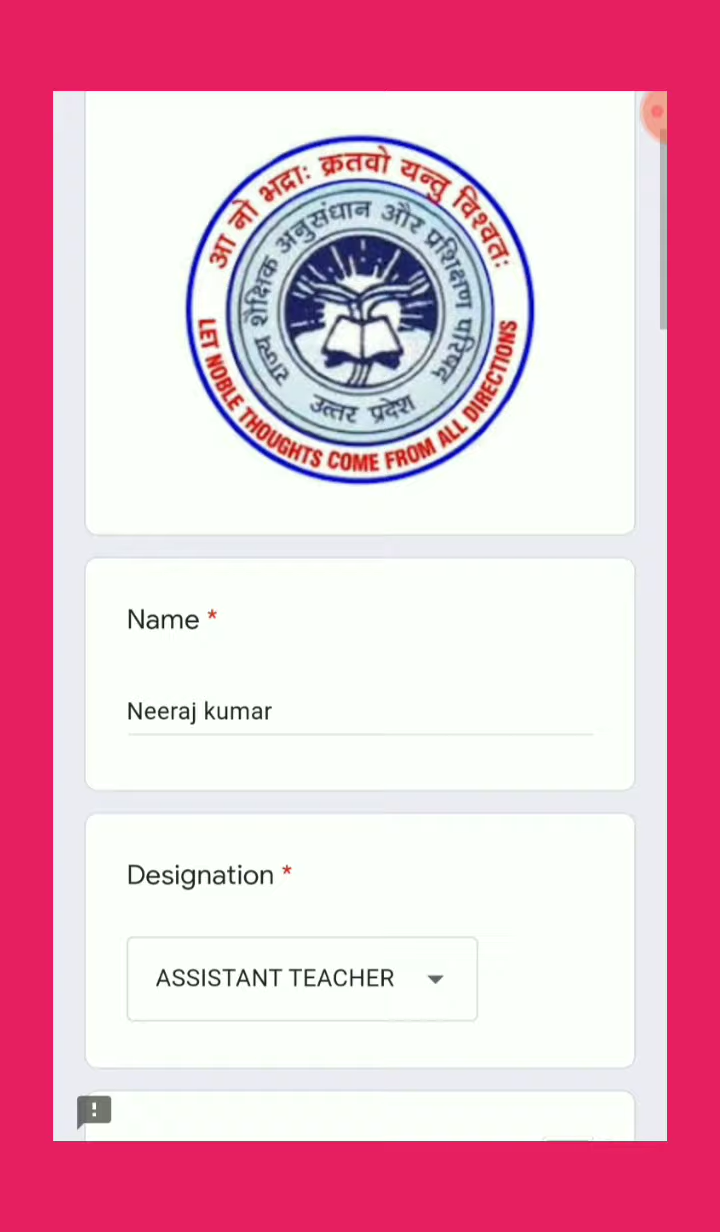 आ नो भद्राः क्रतवो यन्तु विश्वतः
राज्य शैक्षिक अनुसंधान और प्रशिक्षण परिषद्
उत्तर प्रदेश
LET NOBLE THOUGHTS COME FROM ALL DIRECTIONS
Name *
Neeraj kumar
Designation *
ASSISTANT TEACHER